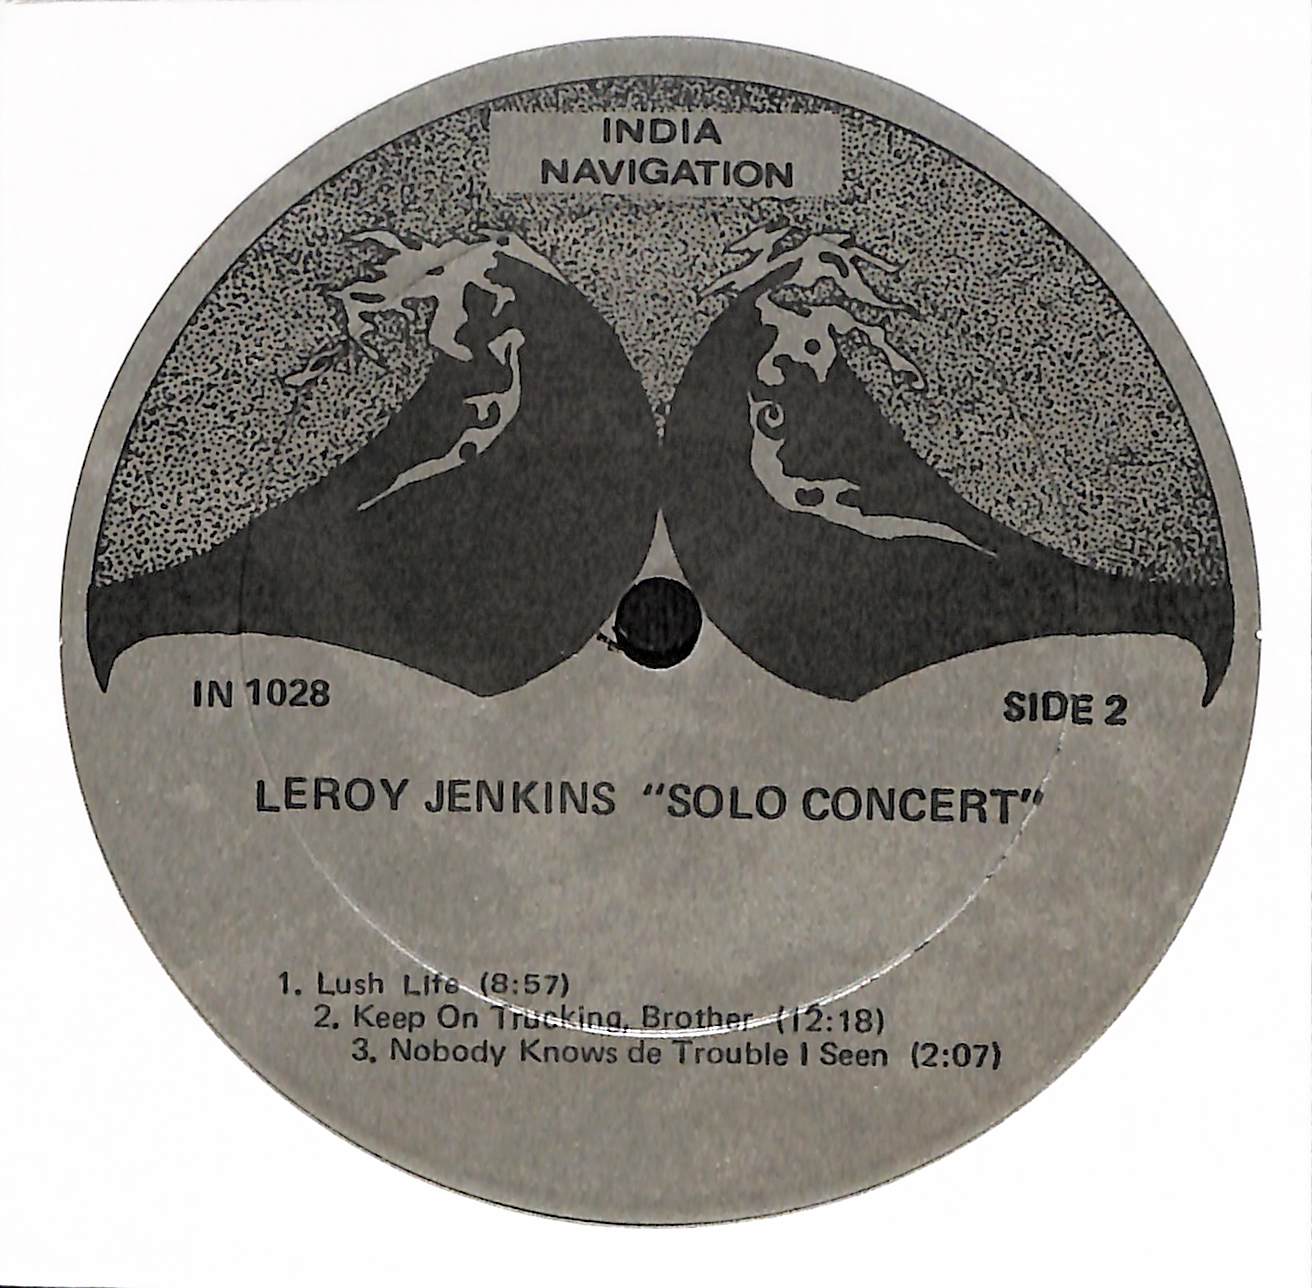 INDIA
NAVIGATION
IN 1028
SIDE 2
LEROY JENKINS "SOLO CONCERT"
1. Lush Life (8:57)
2. Keep On Trucking, Brother (12:18)
3. Nobody Knows de Trouble I Seen (2:07)